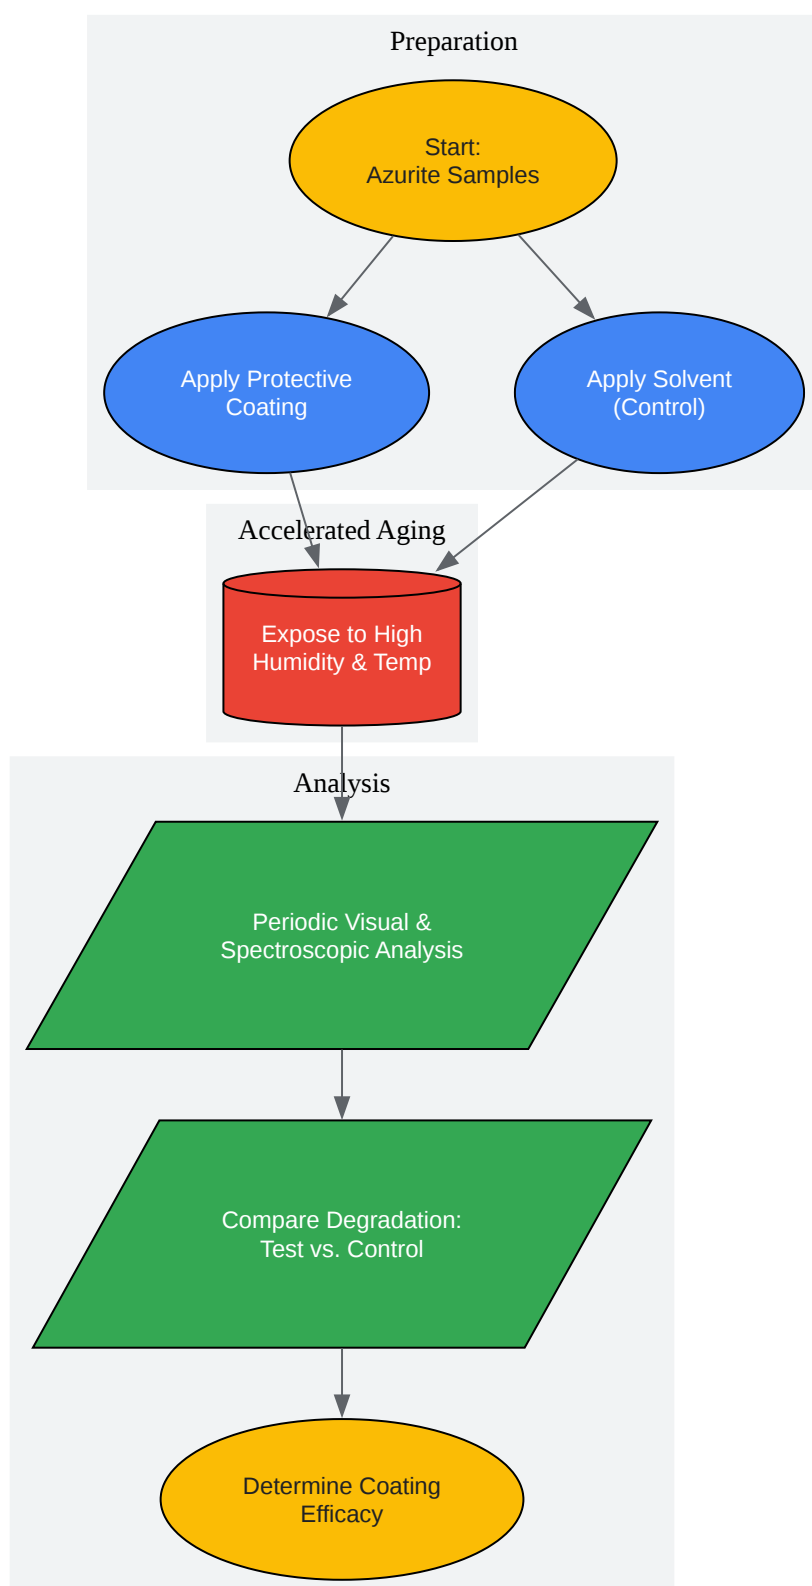 Preparation
Start:
Azurite Samples
Apply Protective
Coating
Apply Solvent
(Control)
Accelerated Aging
Expose to High
Humidity & Temp
Analysis
Periodic Visual &
Spectroscopic Analysis
Compare Degradation:
Test vs. Control
Determine Coating
Efficacy